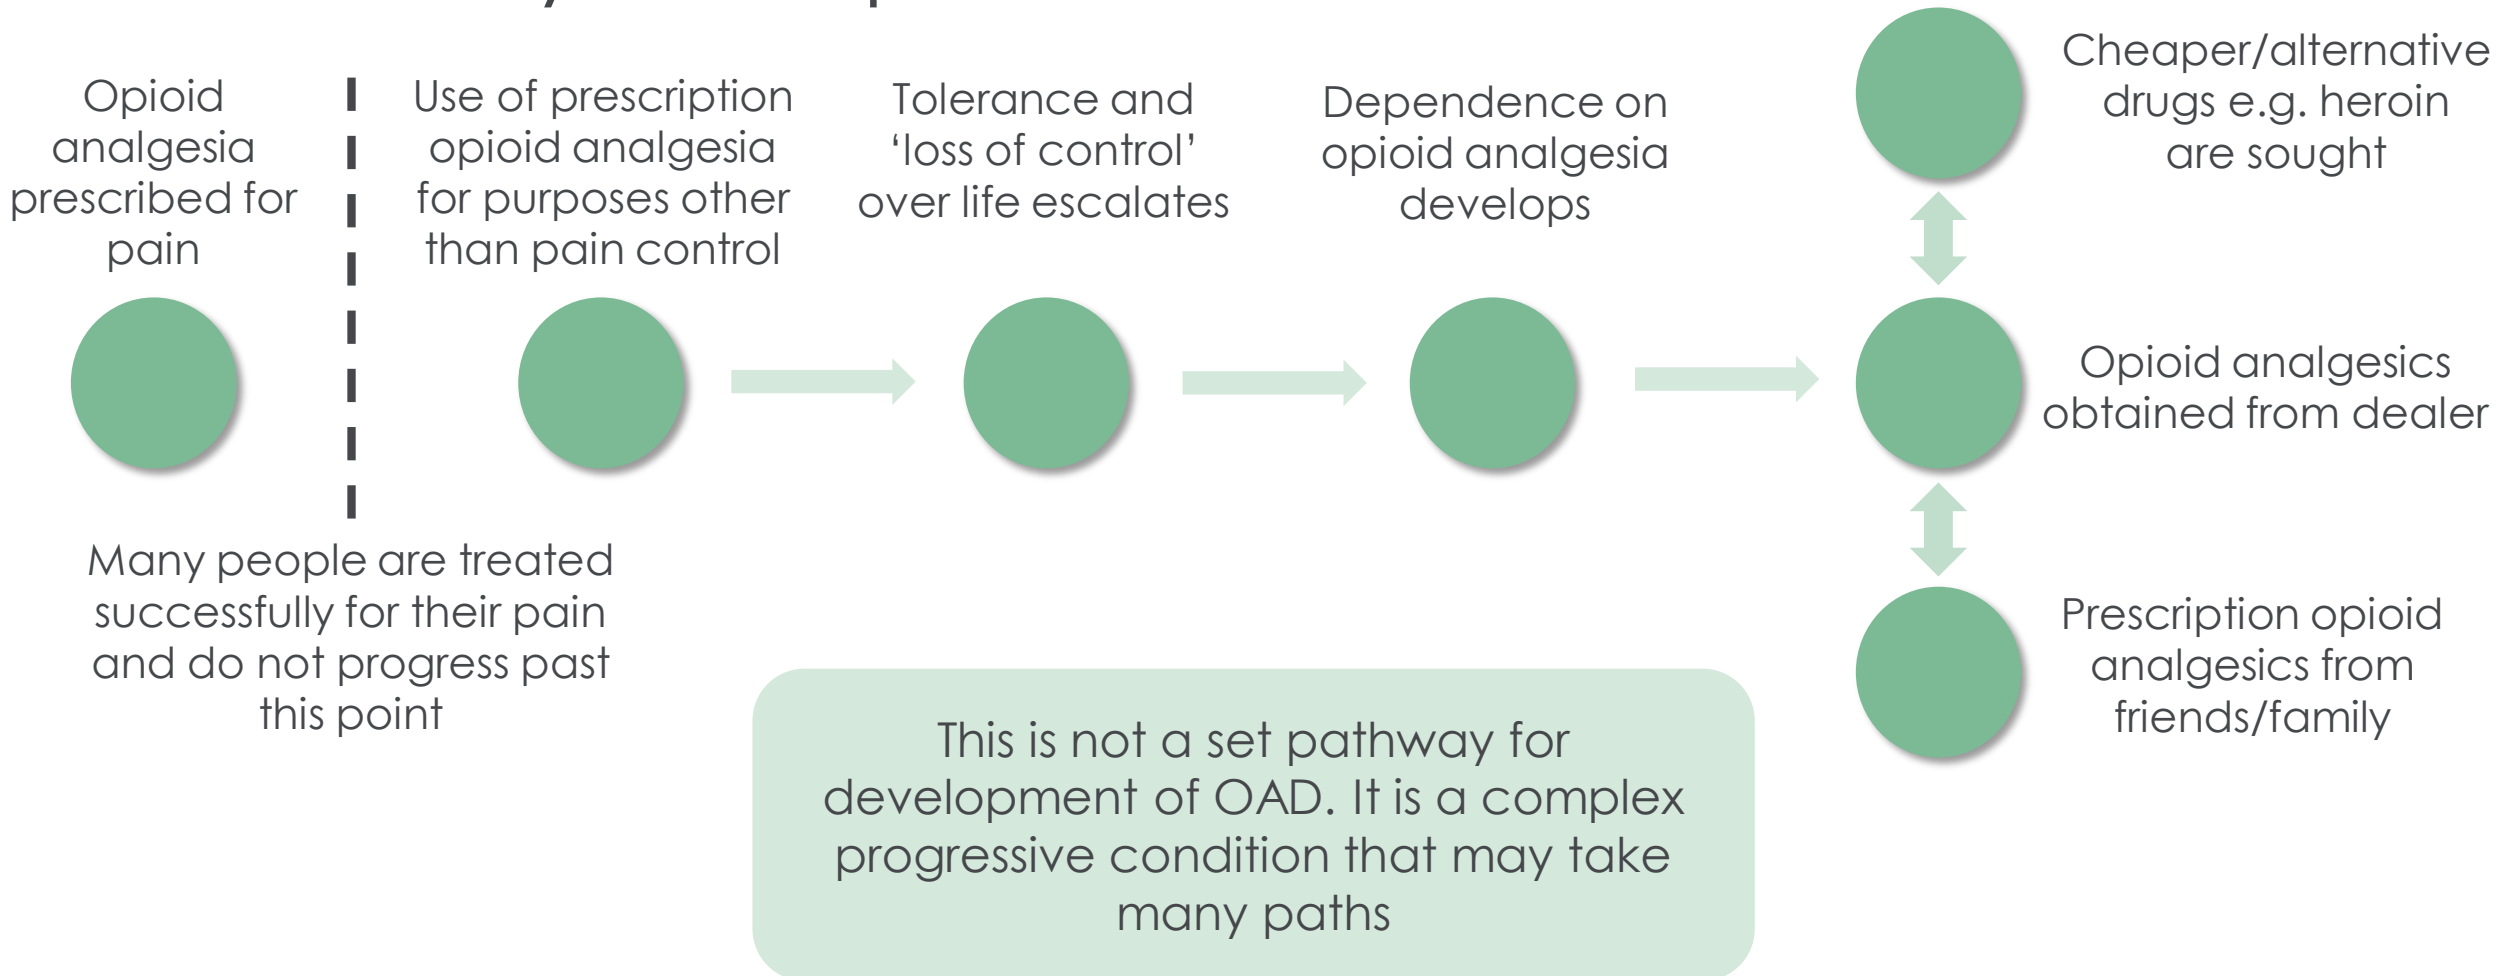 Opioid
analgesia
prescribed for
pain
Use of prescription
opioid analgesia
for purposes other
than pain control
Tolerance and
‘loss of control’
over life escalates
Dependence on
opioid analgesia
develops
Cheaper/alternative
drugs e.g. heroin
are sought
Opioid analgesics
obtained from dealer
Prescription opioid
analgesics from
friends/family
Many people are treated
successfully for their pain
and do not progress past
this point
This is not a set pathway for
development of OAD. It is a complex
progressive condition that may take
many paths